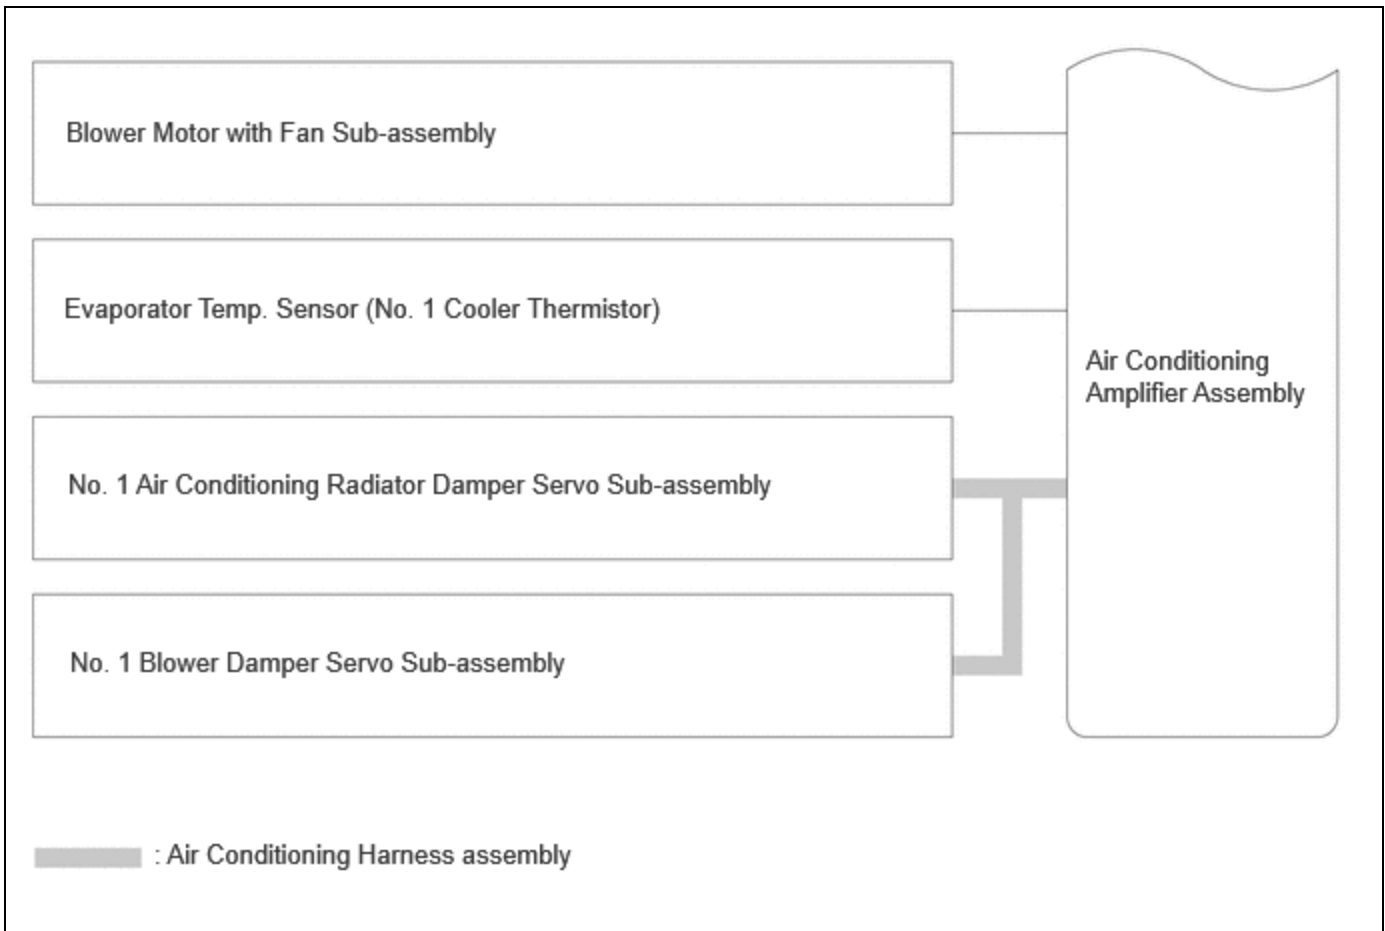 Blower Motor with Fan Sub-assembly
Evaporator Temp. Sensor (No. 1 Cooler Thermistor)
Air Conditioning
Amplifier Assembly
No. 1 Air Conditioning Radiator Damper Servo Sub-assembly
No. 1 Blower Damper Servo Sub-assembly
: Air Conditioning Harness assembly